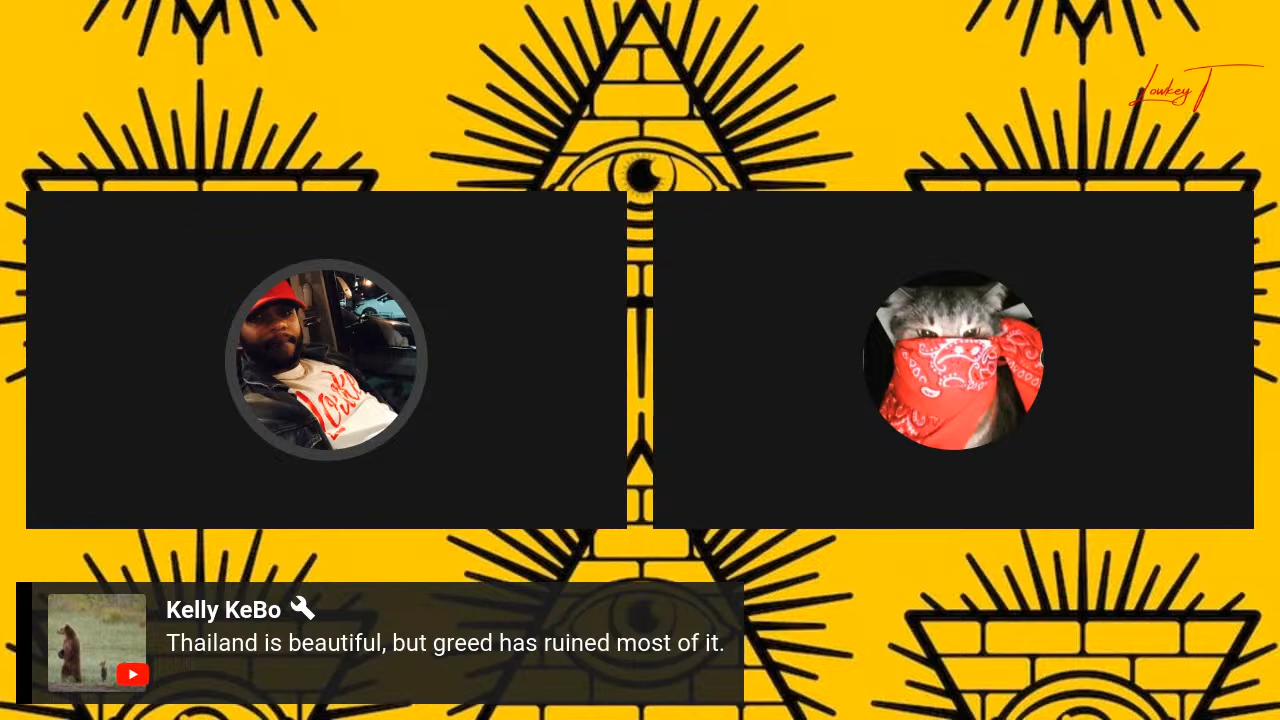 Lowkey T
Kelly KeBo
Thailand is beautiful, but greed has ruined most of it.